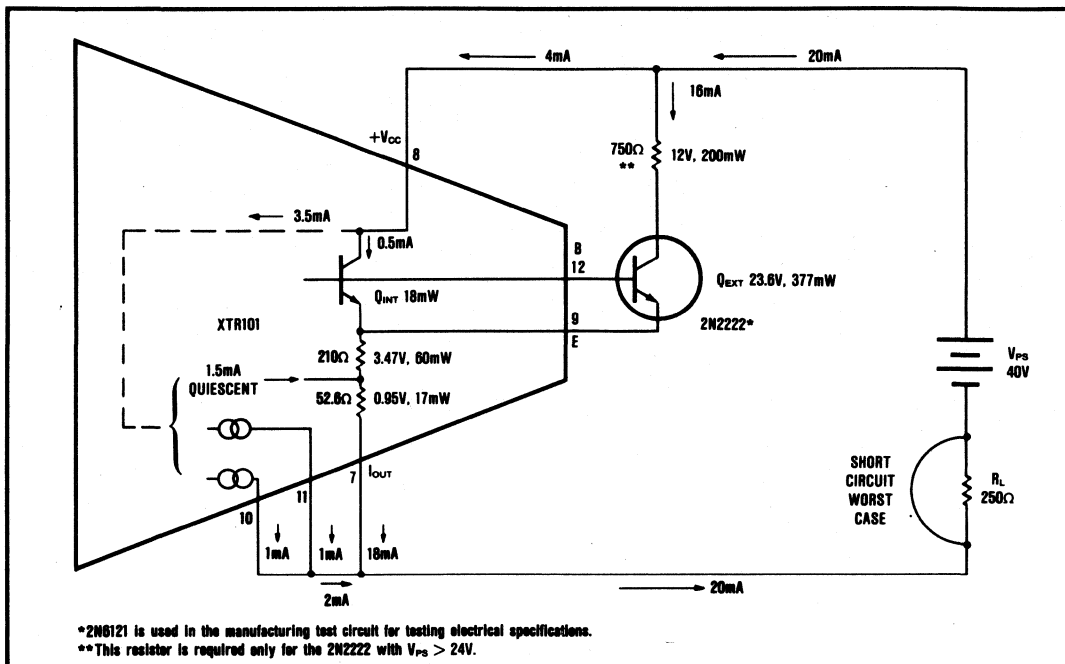 4mA
20mA
16mA
+VCC
8
750Ω
**
12V, 200mW
3.5mA
0.5mA
B
12
QINT 18mW
QEXT 23.6V, 377mW
2N2222*
XTR101
9
E
210Ω
3.47V, 60mW
1.5mA
QUIESCENT
52.6Ω
0.95V, 17mW
VPS
40V
7
IOUT
11
10
SHORT
CIRCUIT
WORST
CASE
RL
250Ω
1mA
1mA
18mA
2mA
20mA
*2N6121 is used in the manufacturing test circuit for testing electrical specifications.
**This resistor is required only for the 2N2222 with VPS > 24V.